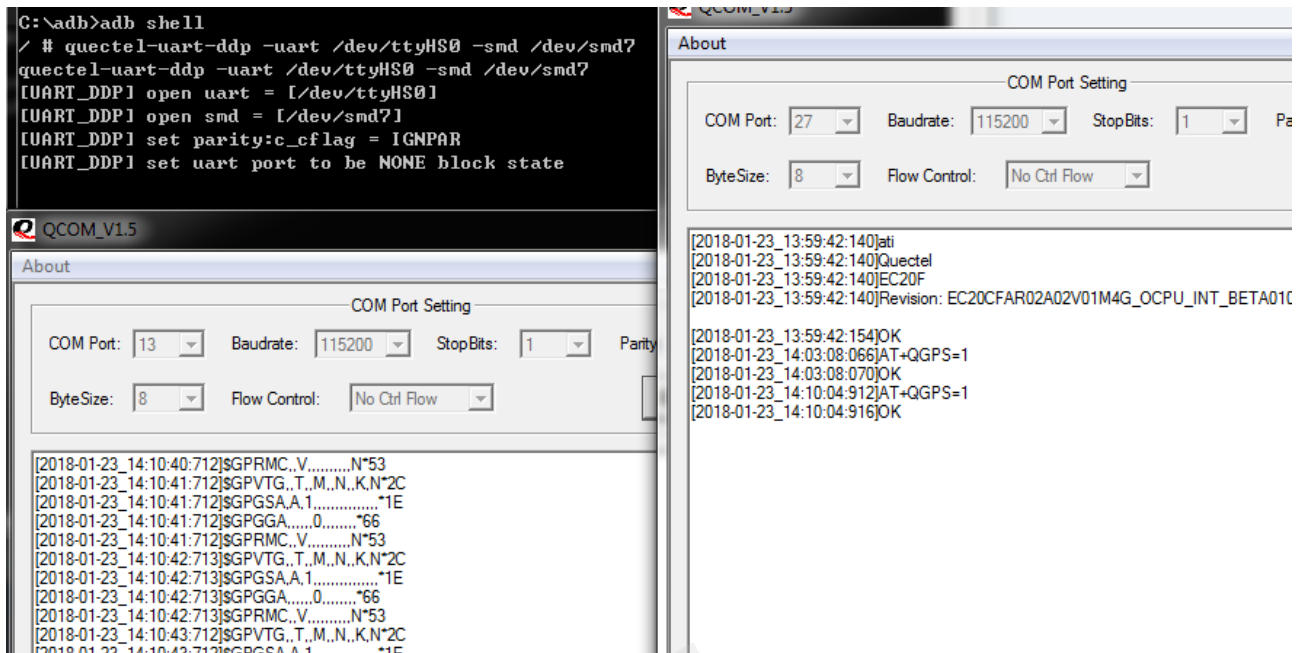 C:\adb>adb shell
/ # quectel-uart-ddp -uart /dev/ttyHS0 -smd /dev/smd7
quectel-uart-ddp -uart /dev/ttyHS0 -smd /dev/smd7
[UART_DDP] open uart = [/dev/ttyHS0]
[UART_DDP] open smd = [/dev/smd7]
[UART_DDP] set parity:c_cflag = IGNPAR
[UART_DDP] set uart port to be NONE block state
QCOM_V1.5
About
COM Port Setting
COM Port: 13 Baudrate: 115200 StopBits: 1 Parity
ByteSize: 8 Flow Control: No Ctrl Flow
[2018-01-23_14:10:40:712]$GPRMC,,V,,,,,,,,,,N*53
[2018-01-23_14:10:41:712]$GPVTG,,T,,M,,N,,K,N*2C
[2018-01-23_14:10:41:712]$GPGSA,A,1,,,,,,,,,,,,,,,*1E
[2018-01-23_14:10:41:712]$GPGGA,,,,,,0,,,,,,,,*66
[2018-01-23_14:10:41:712]$GPRMC,,V,,,,,,,,,,N*53
[2018-01-23_14:10:42:713]$GPVTG,,T,,M,,N,,K,N*2C
[2018-01-23_14:10:42:713]$GPGSA,A,1,,,,,,,,,,,,,,,*1E
[2018-01-23_14:10:42:713]$GPGGA,,,,,,0,,,,,,,,*66
[2018-01-23_14:10:42:713]$GPRMC,,V,,,,,,,,,,N*53
[2018-01-23_14:10:43:712]$GPVTG,,T,,M,,N,,K,N*2C
[2018-01-23_14:10:43:712]$GPGSA,A,1,,,,,,,,,,,,,,,*1E
QCOM_V1.5
About
COM Port Setting
COM Port: 27 Baudrate: 115200 StopBits: 1 Pa
ByteSize: 8 Flow Control: No Ctrl Flow
[2018-01-23_13:59:42:140]ati
[2018-01-23_13:59:42:140]Quectel
[2018-01-23_13:59:42:140]EC20F
[2018-01-23_13:59:42:140]Revision: EC20CFAR02A02V01M4G_OCPU_INT_BETA010
[2018-01-23_13:59:42:154]OK
[2018-01-23_14:03:08:066]AT+QGPS=1
[2018-01-23_14:03:08:070]OK
[2018-01-23_14:10:04:912]AT+QGPS=1
[2018-01-23_14:10:04:916]OK